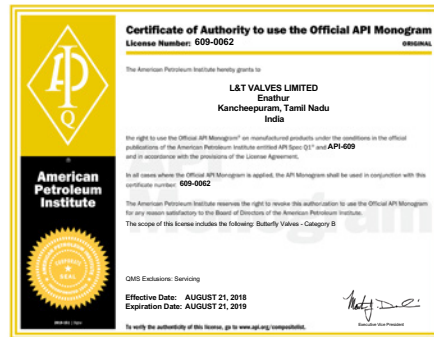 Certificate of Authority to use the Official API Monogram
License Number: 609-0062
ORIGINAL
The American Petroleum Institute hereby grants to
L&T VALVES LIMITED
Enathur
Kancheepuram, Tamil Nadu
India
the right to use the Official API Monogram® on manufactured products under the conditions in the official
publications of the American Petroleum Institute entitled API Spec Q1® and API-609
and in accordance with the provisions of the License Agreement.
In all cases where the Official API Monogram is applied, the API Monogram shall be used in conjunction with this
certificate number: 609-0062
The American Petroleum Institute reserves the right to revoke this authorization to use the Official API Monogram
for any reason satisfactory to the Board of Directors of the American Petroleum Institute.
The scope of this license includes the following: Butterfly Valves - Category B
QMS Exclusions: Servicing
Effective Date: AUGUST 21, 2018
Expiration Date: AUGUST 21, 2019
To verify the authenticity of this license, go to www.api.org/compositelist.
Executive Vice President
API
Q
American
Petroleum
Institute
CORPORATE
SEAL